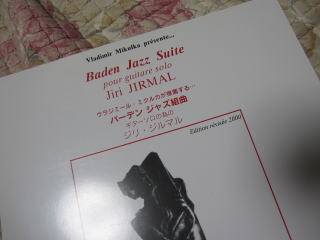 Vladimir Mikulka présente...
Baden Jazz Suite
pour guitare solo
Jiri JIRMAL
ウラジミール・ミクルカが推薦する...
バーデン ジャズ組曲
ギターソロの為の
ジリ・ジルマル
Edition révisée 2000